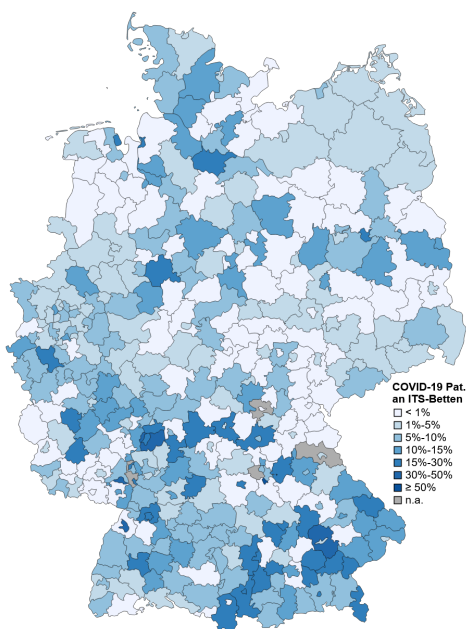 COVID-19 Pat.
an ITS-Betten
< 1%
1%-5%
5%-10%
10%-15%
15%-30%
30%-50%
≥ 50%
n.a.